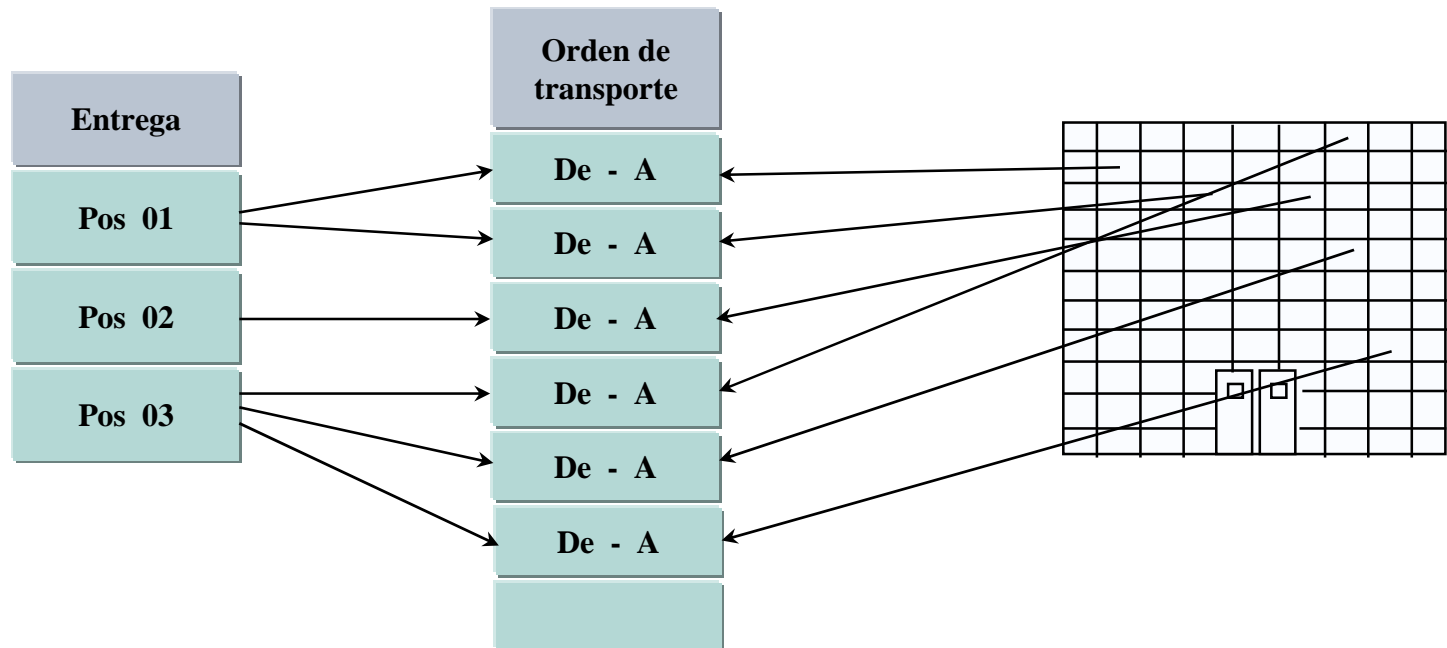 Entrega
Pos 01
Pos 02
Pos 03
Orden de
transporte
De - A
De - A
De - A
De - A
De - A
De - A